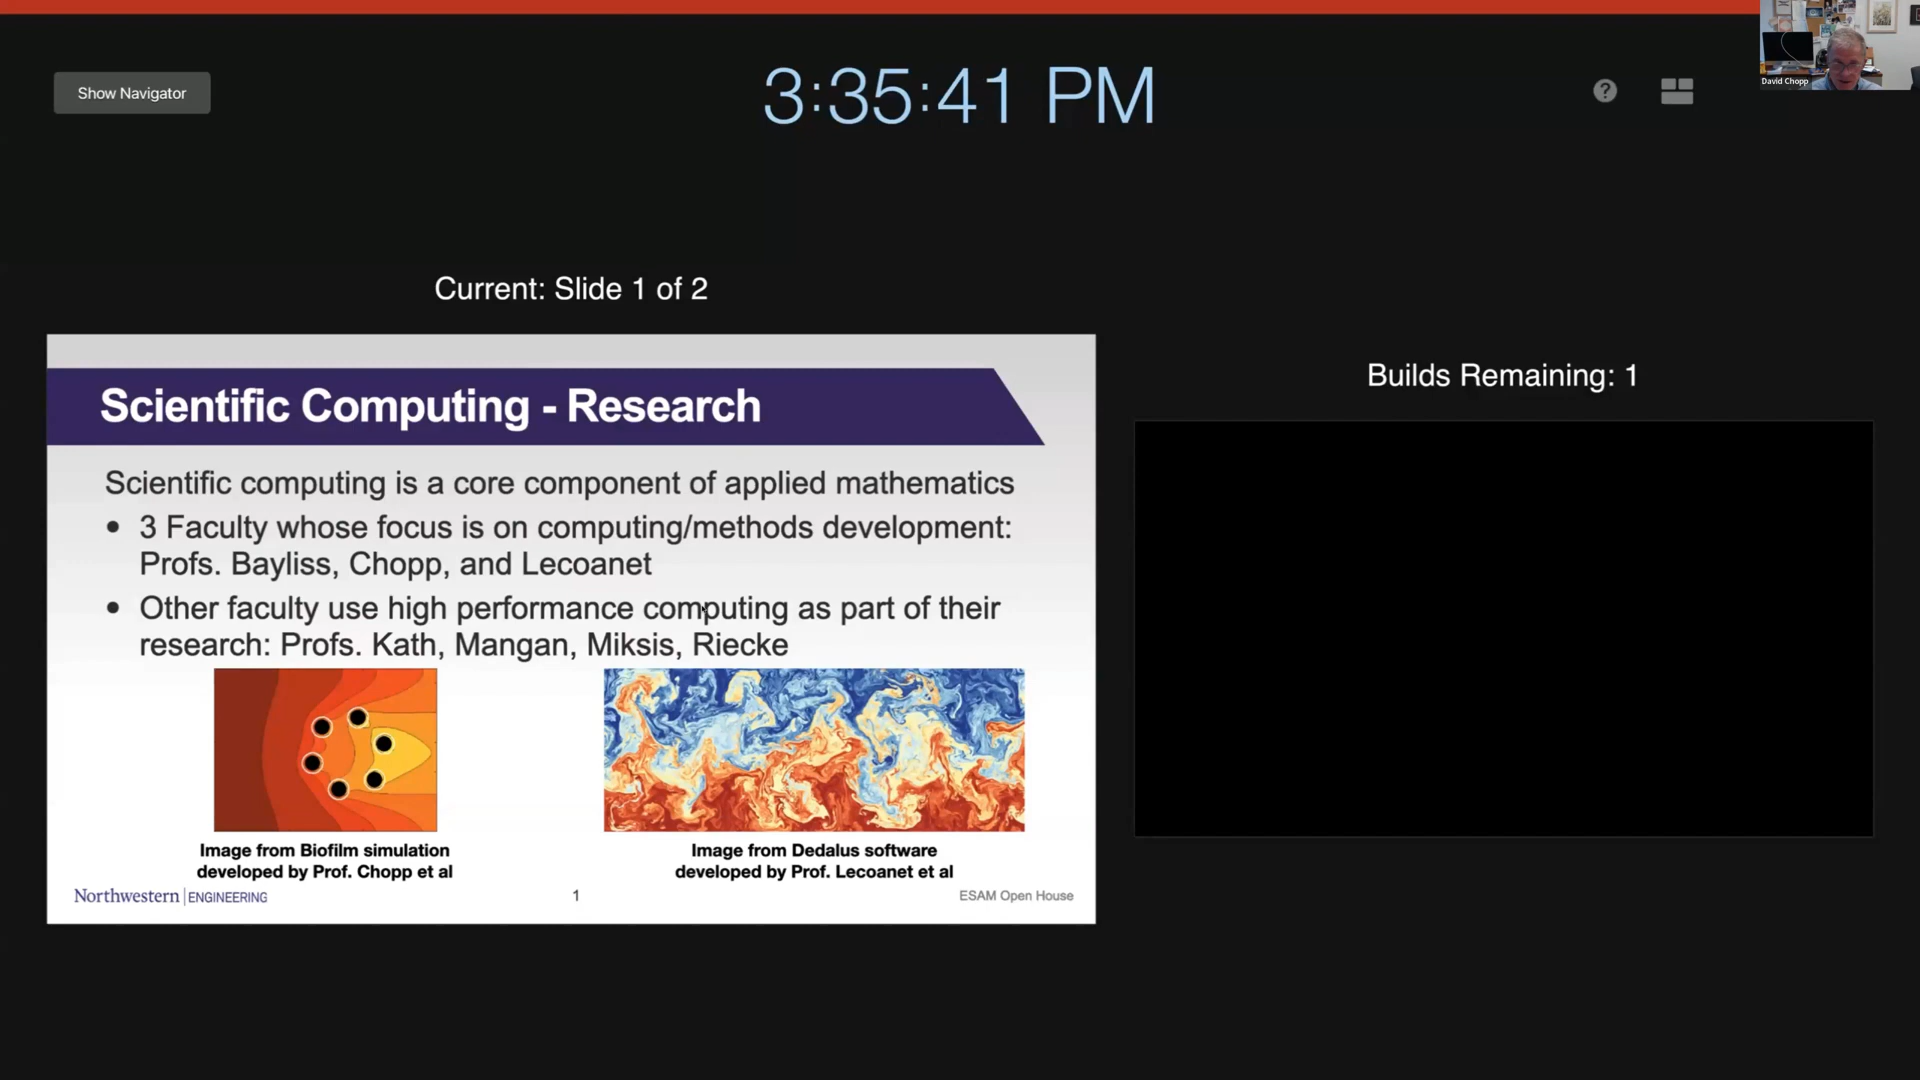 Show Navigator
3:35:41 PM
?
David Chopp
Current: Slide 1 of 2
Builds Remaining: 1
Scientific Computing - Research
Scientific computing is a core component of applied mathematics
• 3 Faculty whose focus is on computing/methods development:
Profs. Bayliss, Chopp, and Lecoanet
• Other faculty use high performance computing as part of their
research: Profs. Kath, Mangan, Miksis, Riecke
Image from Biofilm simulation
developed by Prof. Chopp et al
Image from Dedalus software
developed by Prof. Lecoanet et al
Northwestern | ENGINEERING
1
ESAM Open House